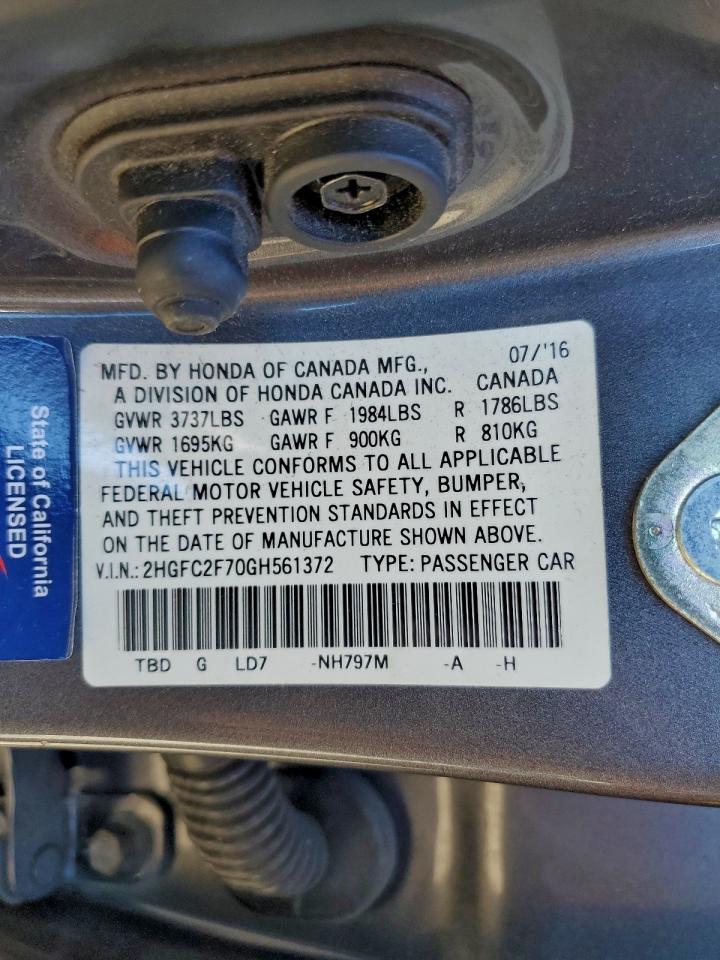 MFD. BY HONDA OF CANADA MFG., 07/'16
A DIVISION OF HONDA CANADA INC. CANADA
GVWR 3737LBS GAWR F 1984LBS R 1786LBS
GVWR 1695KG GAWR F 900KG R 810KG
THIS VEHICLE CONFORMS TO ALL APPLICABLE
FEDERAL MOTOR VEHICLE SAFETY, BUMPER,
AND THEFT PREVENTION STANDARDS IN EFFECT
ON THE DATE OF MANUFACTURE SHOWN ABOVE.
V.I.N.: 2HGFC2F70GH561372 TYPE: PASSENGER CAR
TBD G LD7 -NH797M -A -H
State of California
LICENSED